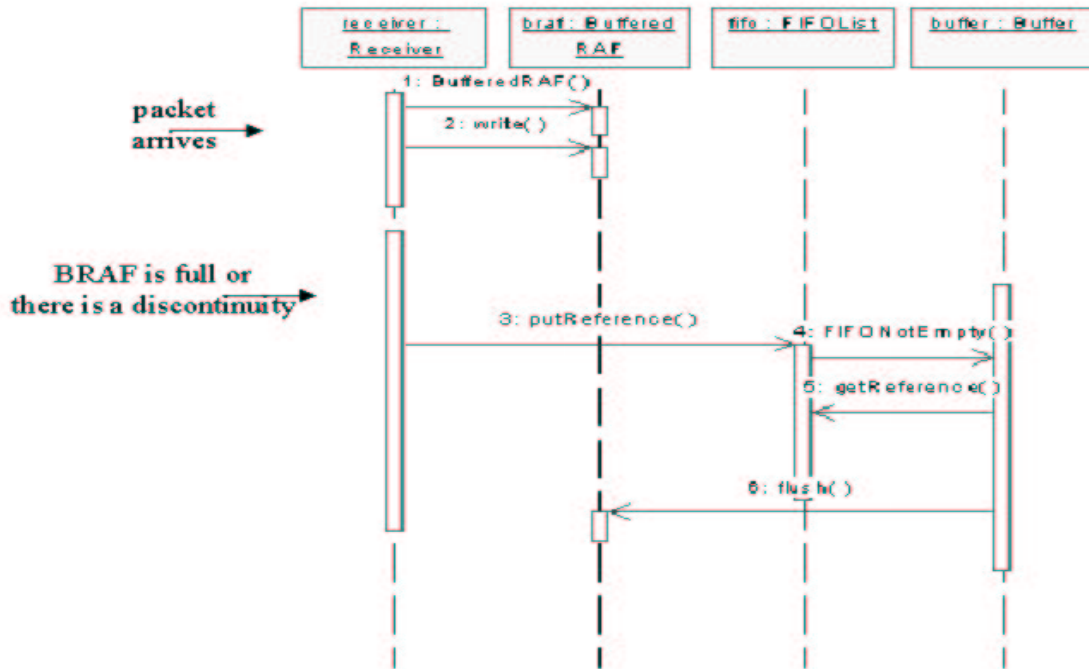 receiver :
Receiver
braf : Buffered
RAF
fifo : FIFOList
buffer : Buffer
1: BufferedRAF()
packet
arrives
2: write()
BRAF is full or
there is a discontinuity
3: putReference()
4: FIFONotEmpty()
5: getReference()
6: flush()